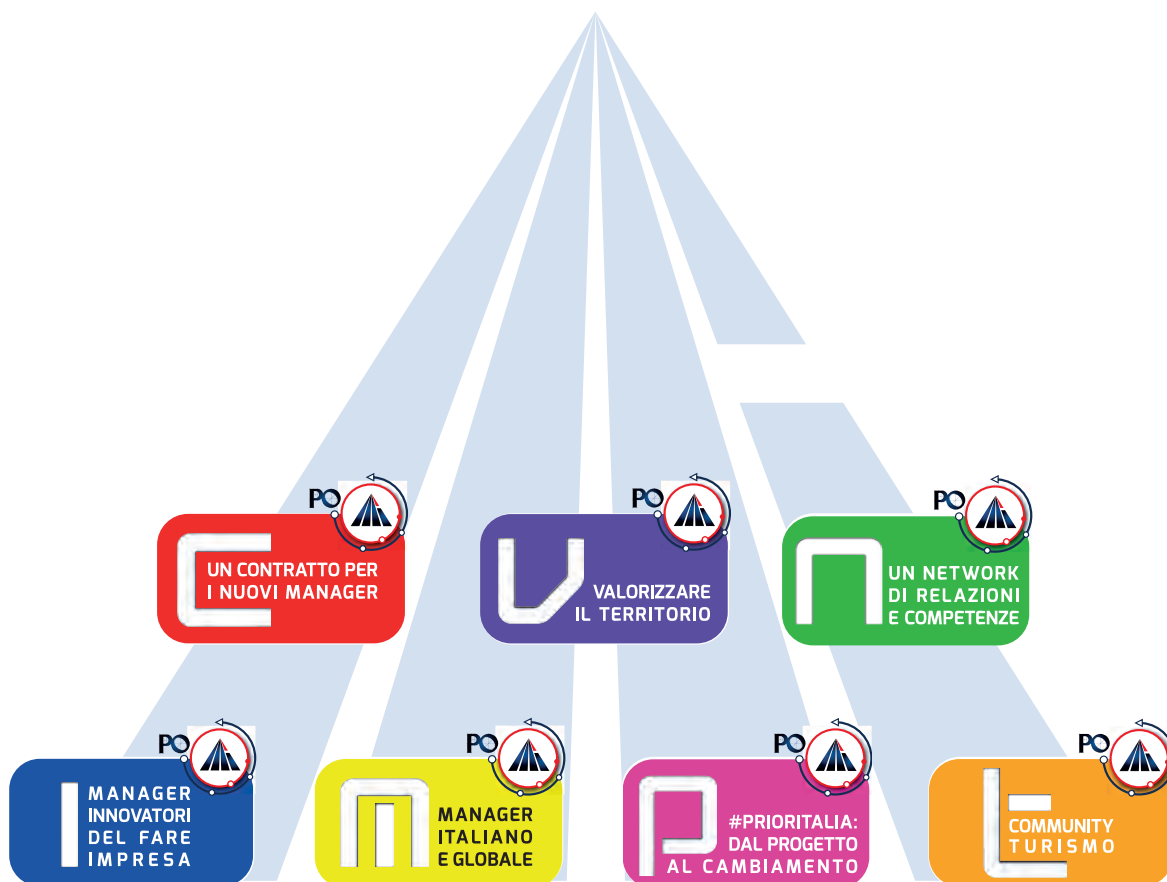 PO
C
UN CONTRATTO PER
I NUOVI MANAGER
PO
V
VALORIZZARE
IL TERRITORIO
PO
n
UN NETWORK
DI RELAZIONI
E COMPETENZE
PO
I
MANAGER
INNOVATORI
DEL FARE
IMPRESA
PO
m
MANAGER
ITALIANO
E GLOBALE
PO
P
#PRIORITALIA:
DAL PROGETTO
AL CAMBIAMENTO
PO
t
COMMUNITY
TURISMO